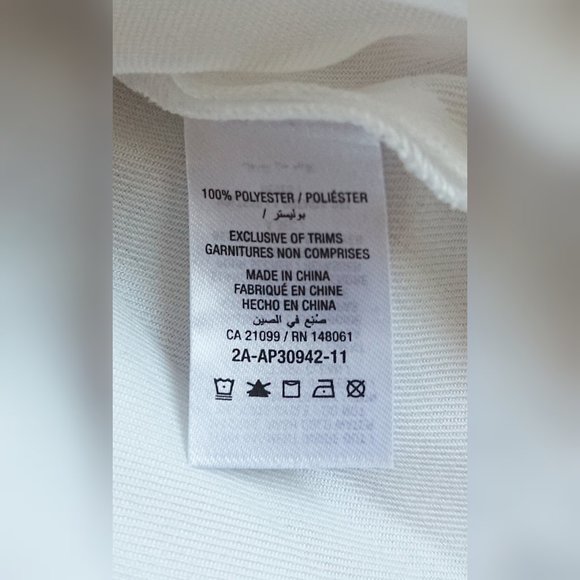 100% POLYESTER / POLIÉSTER
بوليستر /
EXCLUSIVE OF TRIMS
GARNITURES NON COMPRISES
MADE IN CHINA
FABRIQUÉ EN CHINE
HECHO EN CHINA
صُنِع في الصين
CA 21099 / RN 148061
2A-AP30942-11